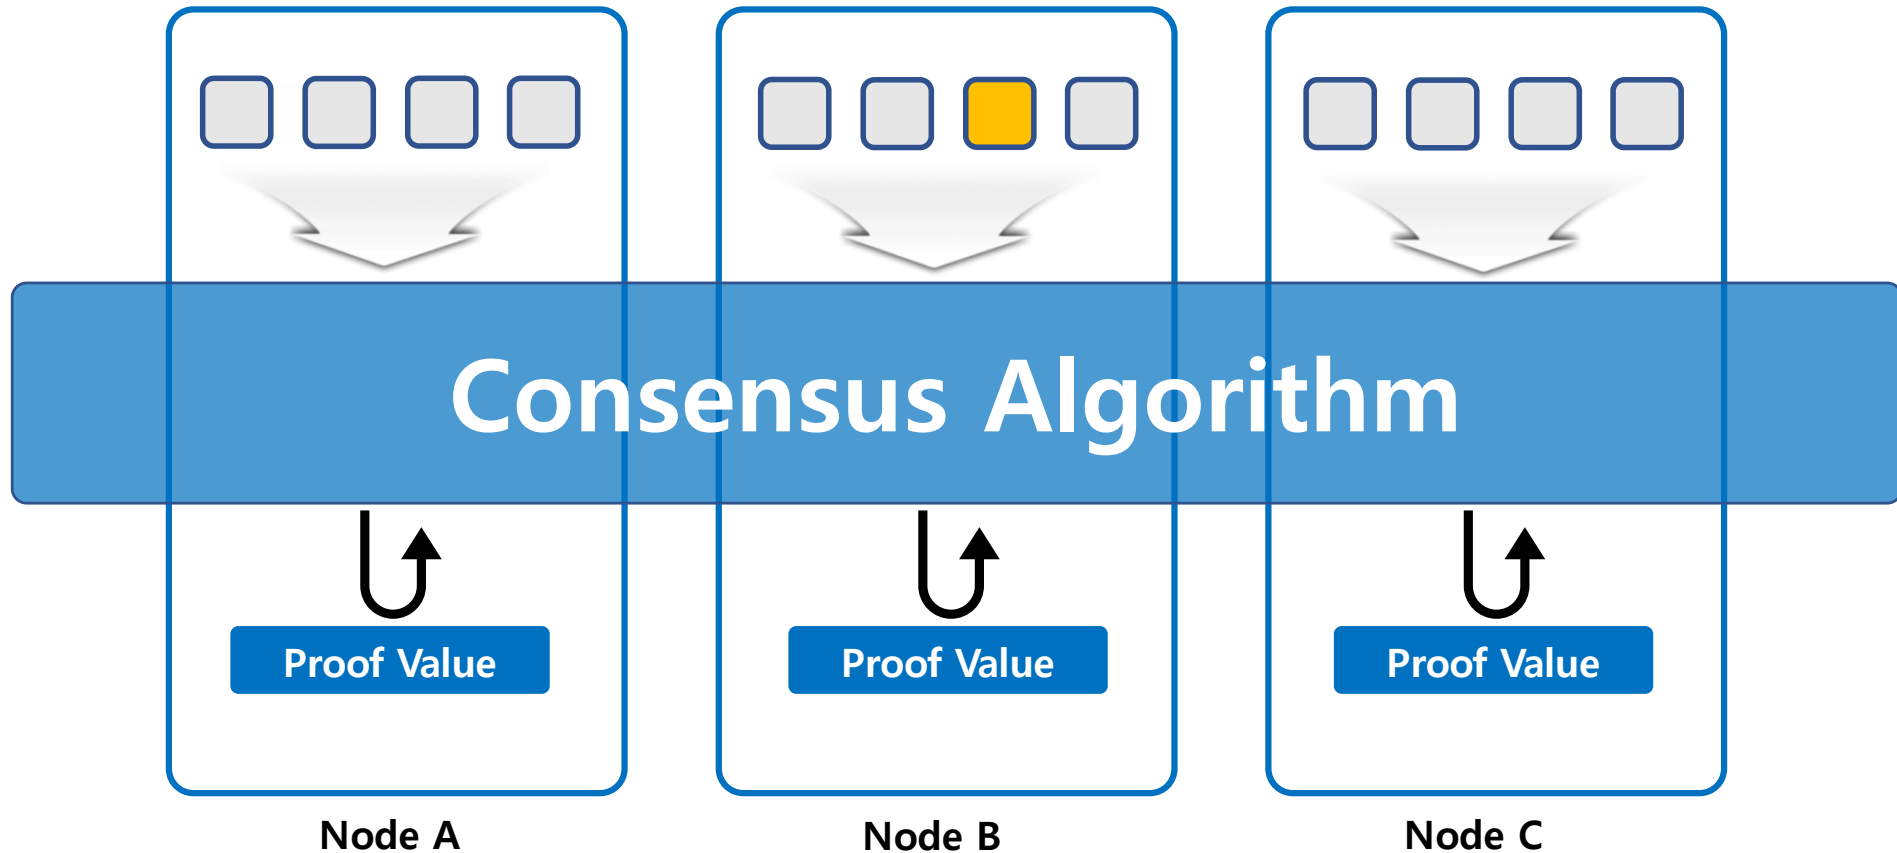 Consensus Algorithm
Proof Value
Proof Value
Proof Value
Node A
Node B
Node C